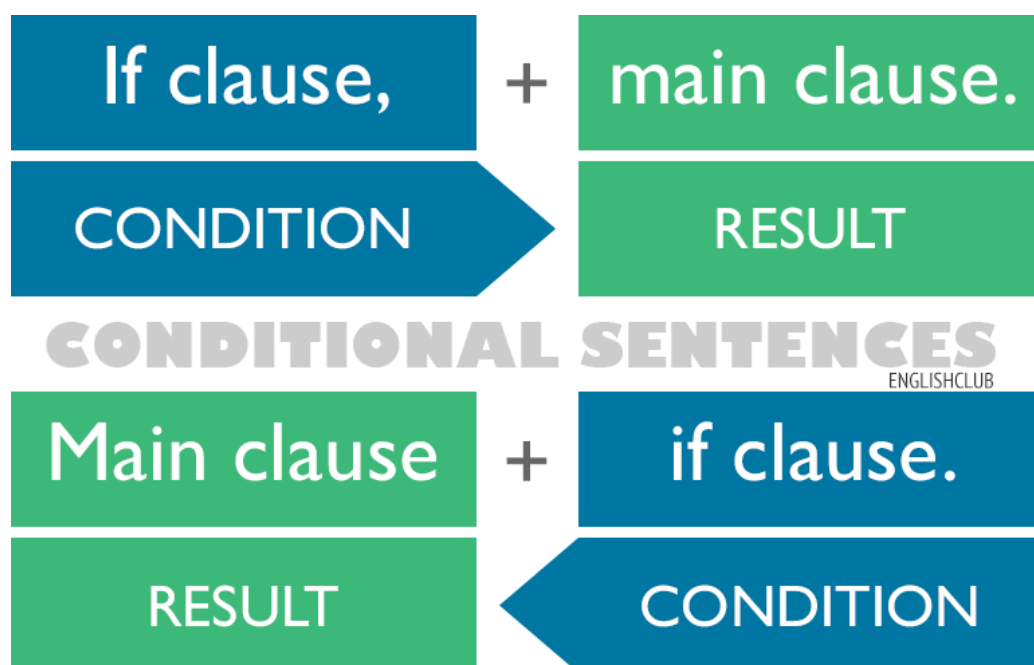 If clause, + main clause.
CONDITION RESULT
CONDITIONAL SENTENCES
ENGLISHCLUB
Main clause + if clause.
RESULT CONDITION